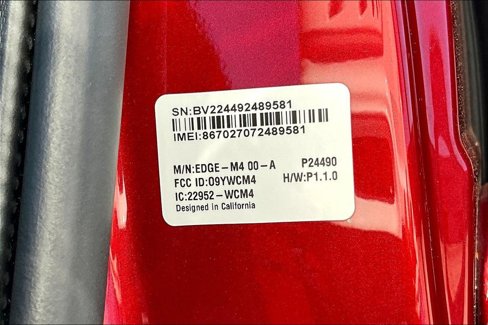 SN:BV224492489581
IMEI:867027072489581
M/N:EDGE-M4 00-A P24490
FCC ID:09YWCM4 H/W:P1.1.0
IC:22952-WCM4
Designed in California